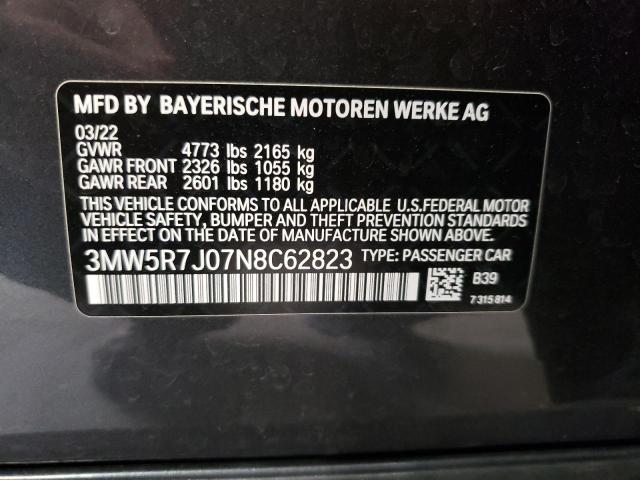 MFD BY BAYERISCHE MOTOREN WERKE AG
03/22
GVWR 4773 lbs 2165 kg
GAWR FRONT 2326 lbs 1055 kg
GAWR REAR 2601 lbs 1180 kg
THIS VEHICLE CONFORMS TO ALL APPLICABLE U.S.FEDERAL MOTOR
VEHICLE SAFETY, BUMPER AND THEFT PREVENTION STANDARDS
IN EFFECT ON THE DATE OF MANUFACTURE SHOWN ABOVE.
3MW5R7J07N8C62823 TYPE: PASSENGER CAR
B39
7 315 814